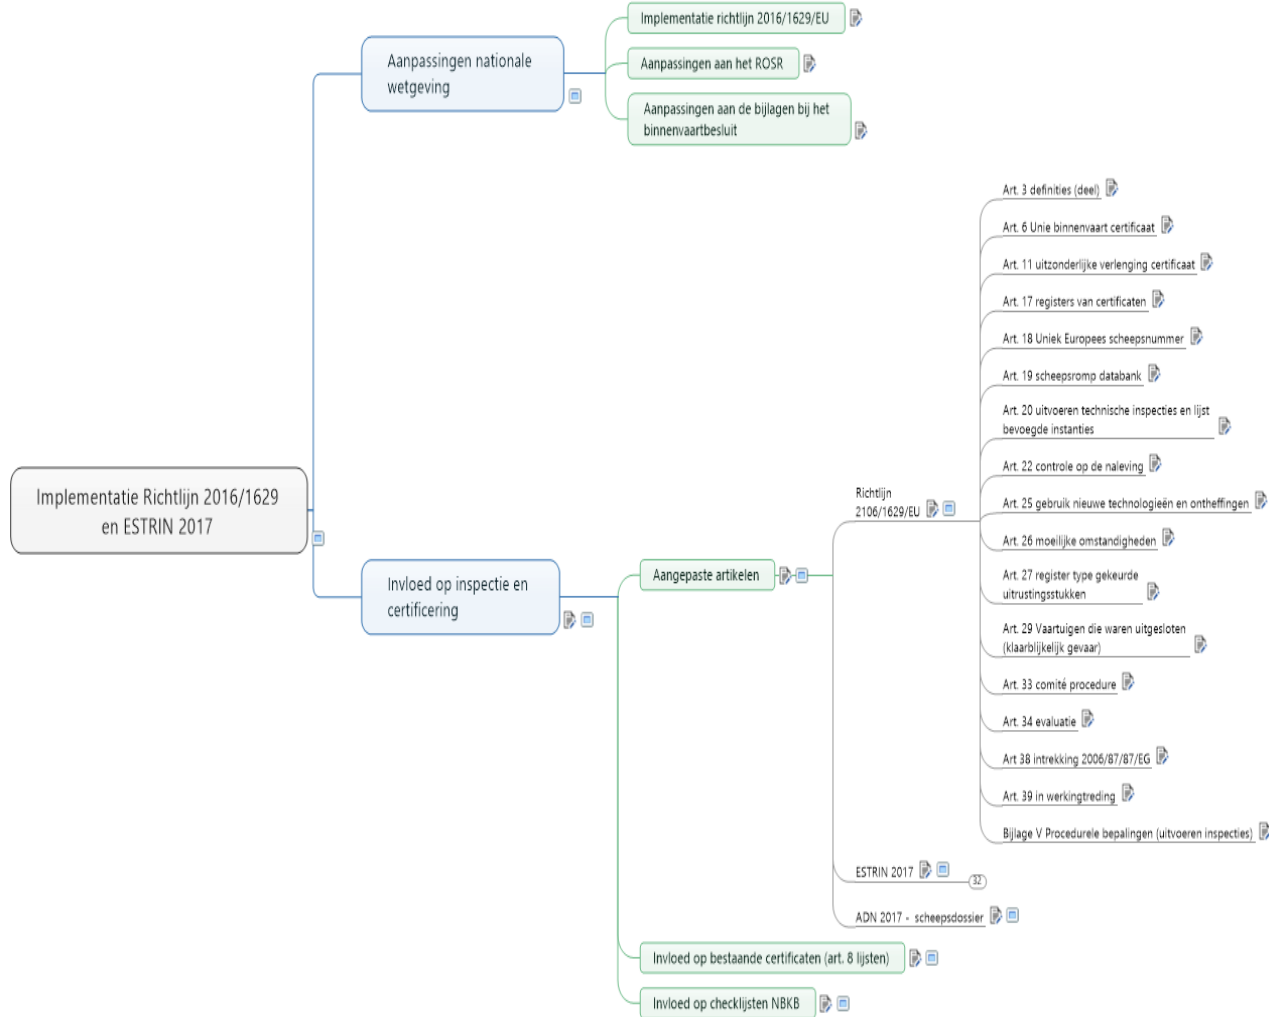 Implementatie Richtlijn 2016/1629
en ESTRIN 2017
Aanpassingen nationale
wetgeving
Implementatie richtlijn 2016/1629/EU
Aanpassingen aan het ROSR
Aanpassingen aan de bijlagen bij het
binnenvaartbesluit
Invloed op inspectie en
certificering
Aangepaste artikelen
Richtlijn
2106/1629/EU
Art. 3 definities (deel)
Art. 6 Unie binnenvaart certificaat
Art. 11 uitzonderlijke verlenging certificaat
Art. 17 registers van certificaten
Art. 18 Uniek Europees scheepsnummer
Art. 19 scheepsromp databank
Art. 20 uitvoeren technische inspecties en lijst
bevoegde instanties
Art. 22 controle op de naleving
Art. 25 gebruik nieuwe technologieën en ontheffingen
Art. 26 moeilijke omstandigheden
Art. 27 register type gekeurde
uitrustingsstukken
Art. 29 Vaartuigen die waren uitgesloten
(klaarblijkelijk gevaar)
Art. 33 comité procedure
Art. 34 evaluatie
Art 38 intrekking 2006/87/87/EG
Art. 39 in werkingtreding
Bijlage V Procedurele bepalingen (uitvoeren inspecties)
ESTRIN 2017
32
ADN 2017 - scheepsdossier
Invloed op bestaande certificaten (art. 8 lijsten)
Invloed op checklijsten NBKB